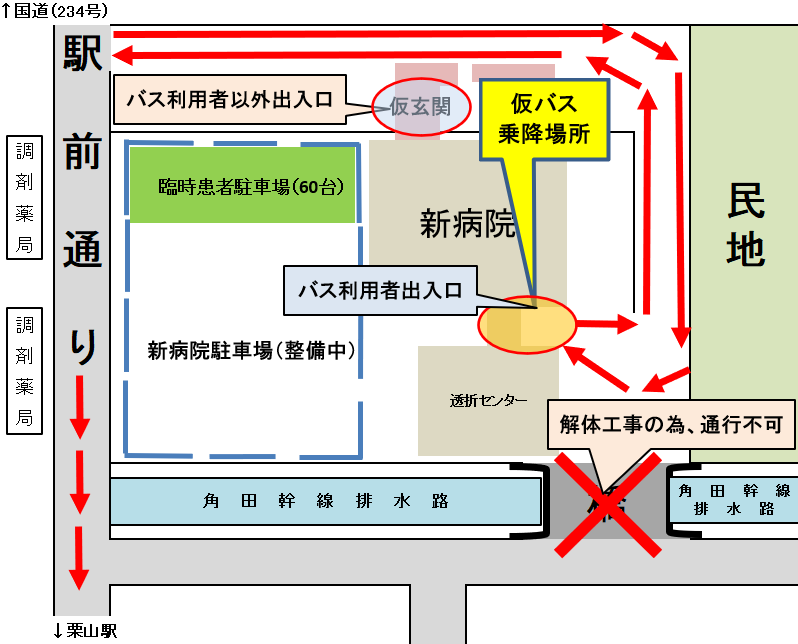 ↑国道(234号)
駅前通り
バス利用者以外出入口
仮玄関
仮バス
乗降場所
調剤薬局
臨時患者駐車場(60台)
新病院
民地
バス利用者出入口
調剤薬局
新病院駐車場(整備中)
透折センター
解体工事の為、通行不可
角田幹線排水路
橋
角田幹線
排水路
↓栗山駅